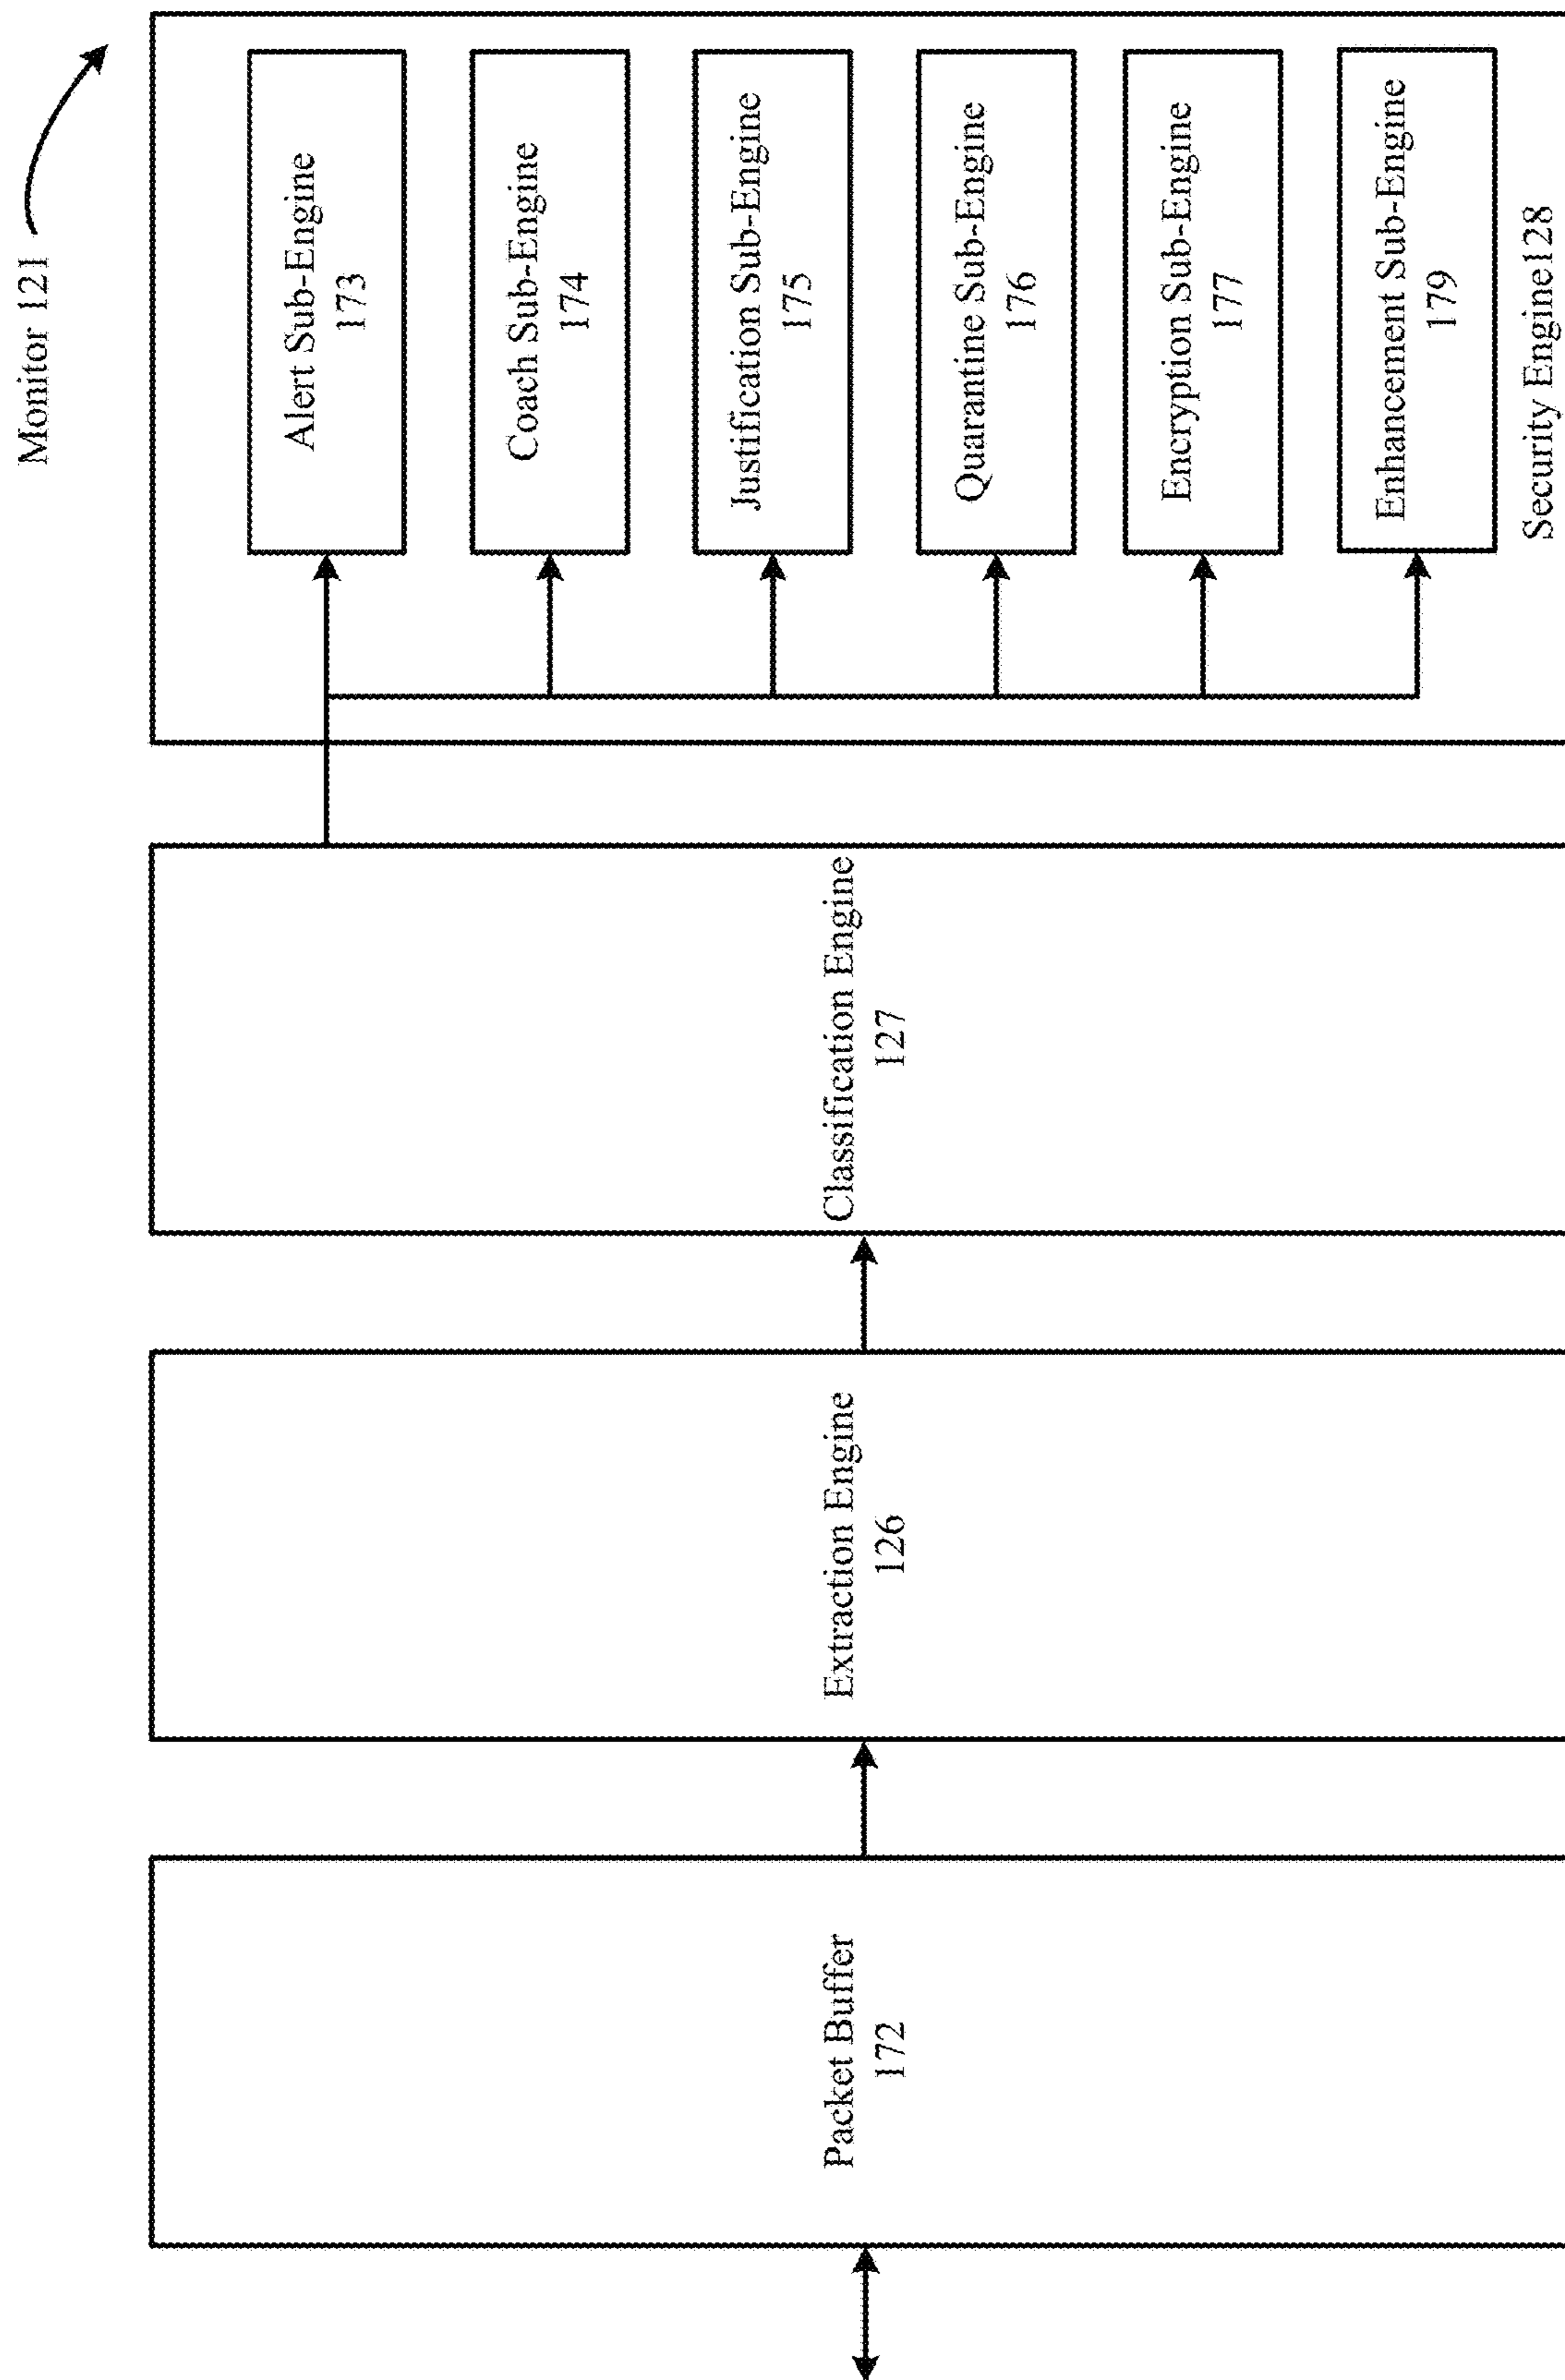 Monitor 121
Packet Buffer
172
Extraction Engine
126
Classification Engine
127
Alert Sub-Engine
173
Coach Sub-Engine
174
Justification Sub-Engine
175
Quarantine Sub-Engine
176
Encryption Sub-Engine
177
Enhancement Sub-Engine
179
Security Engine128